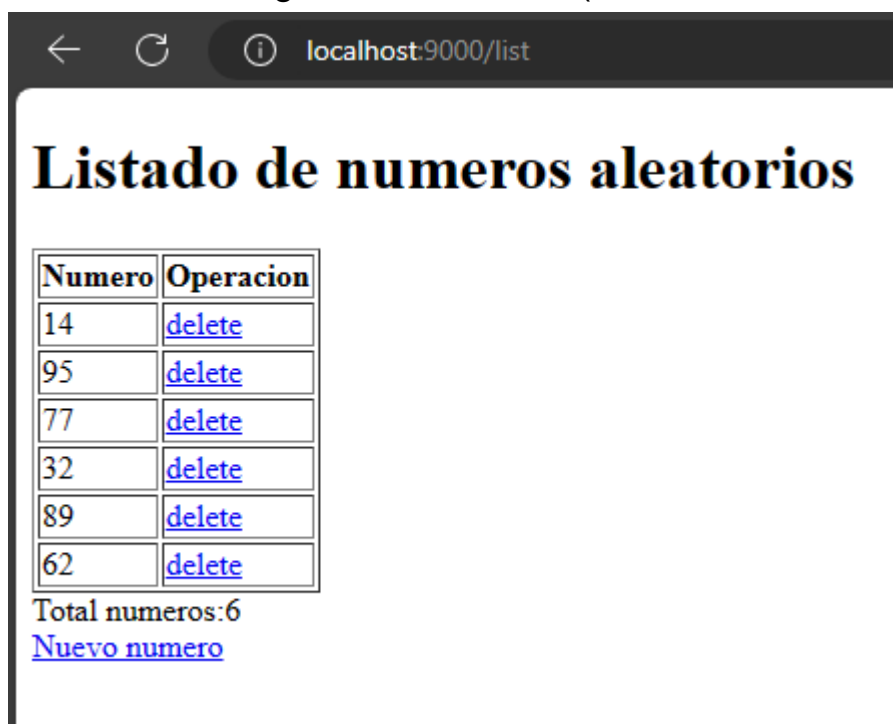 localhost:9000/list
Listado de numeros aleatorios
Numero Operacion
14 delete
95 delete
77 delete
32 delete
89 delete
62 delete
Total numeros:6
Nuevo numero